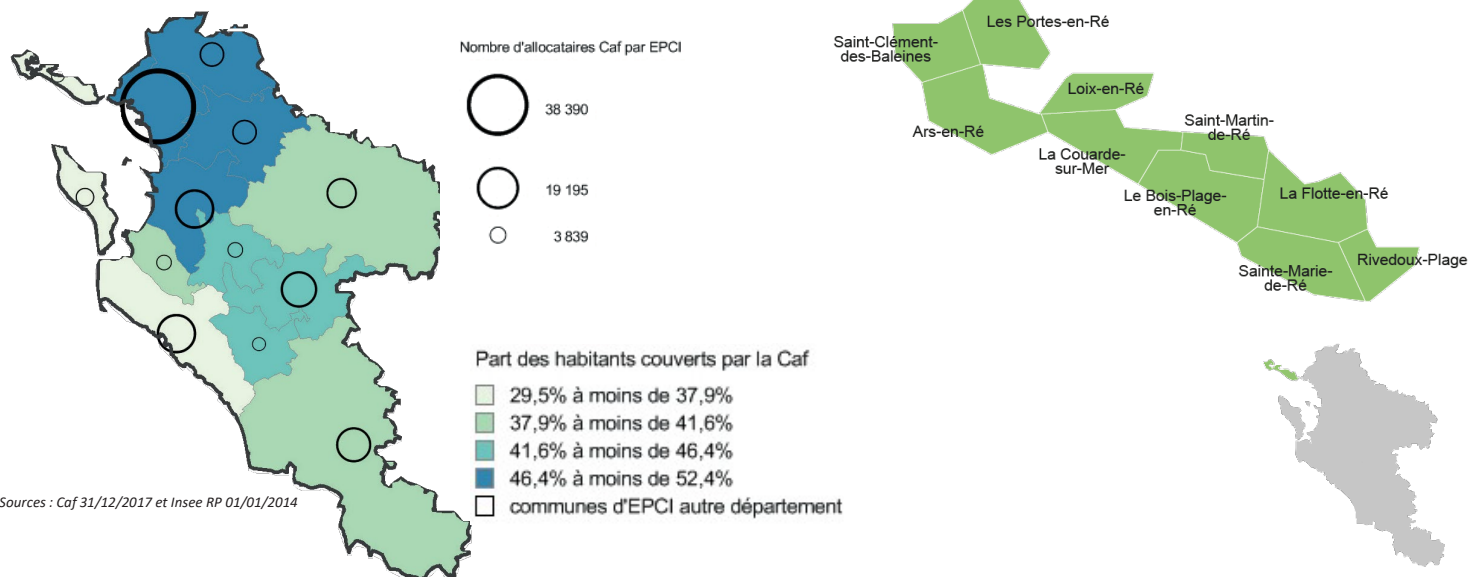 Nombre d'allocataires Caf par EPCI
38 390
19 195
3 839
Part des habitants couverts par la Caf
29,5% à moins de 37,9%
37,9% à moins de 41,6%
41,6% à moins de 46,4%
46,4% à moins de 52,4%
communes d'EPCI autre département
Sources : Caf 31/12/2017 et Insee RP 01/01/2014
Les Portes-en-Ré
Saint-Clément-
des-Baleines
Loix-en-Ré
Ars-en-Ré
Saint-Martin-
de-Ré
La Couarde-
sur-Mer
Le Bois-Plage-
en-Ré
La Flotte-en-Ré
Sainte-Marie-
de-Ré
Rivedoux-Plage